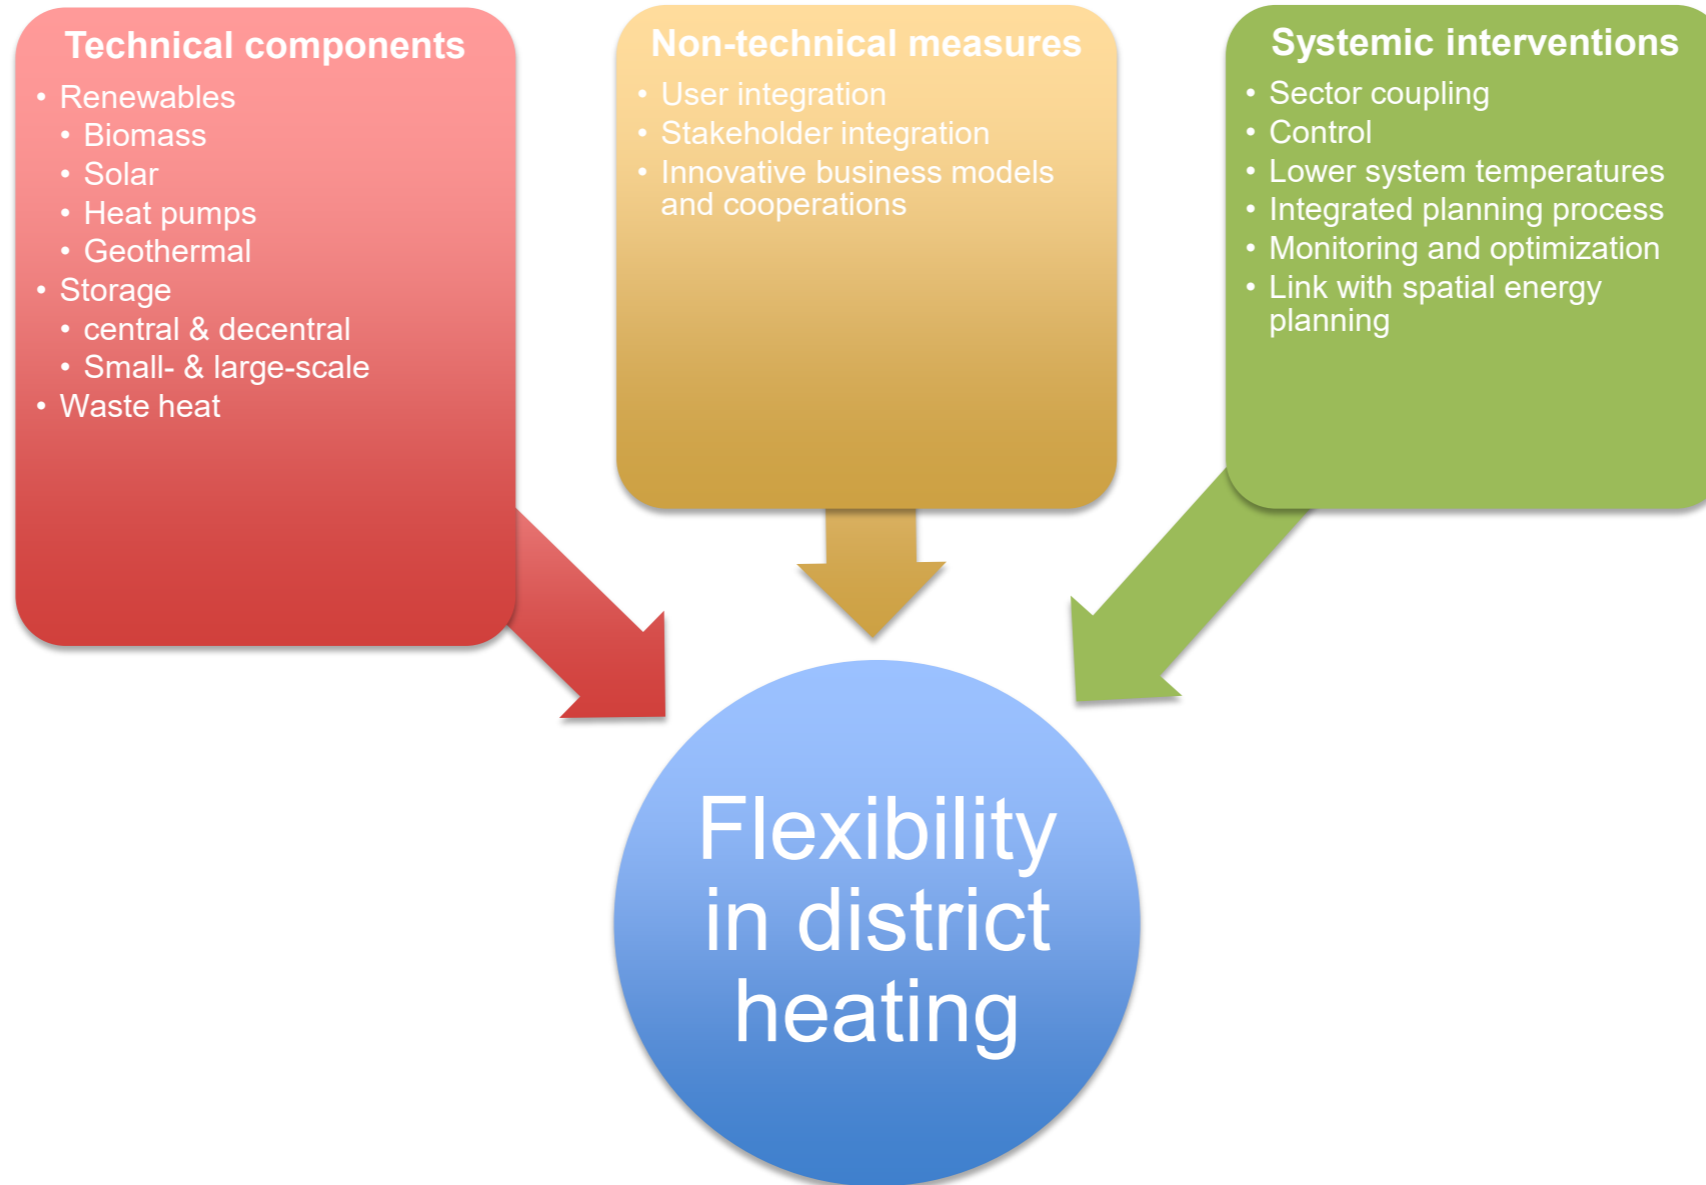 Technical components
• Renewables
• Biomass
• Solar
• Heat pumps
• Geothermal
• Storage
• central & decentral
• Small- & large-scale
• Waste heat
Non-technical measures
• User integration
• Stakeholder integration
• Innovative business models
and cooperations
Systemic interventions
• Sector coupling
• Control
• Lower system temperatures
• Integrated planning process
• Monitoring and optimization
• Link with spatial energy
planning
Flexibility
in district
heating